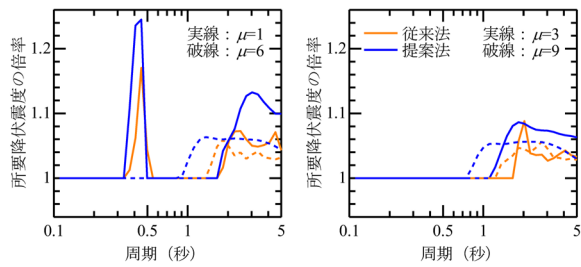 所要降伏震度の倍率
1.2
1.1
1
0.1
0.5
1
5
周期（秒）
実線：μ=1
破線：μ=6
所要降伏震度の倍率
1.2
1.1
1
0.1
0.5
1
5
周期（秒）
従来法
提案法
実線：μ=3
破線：μ=9